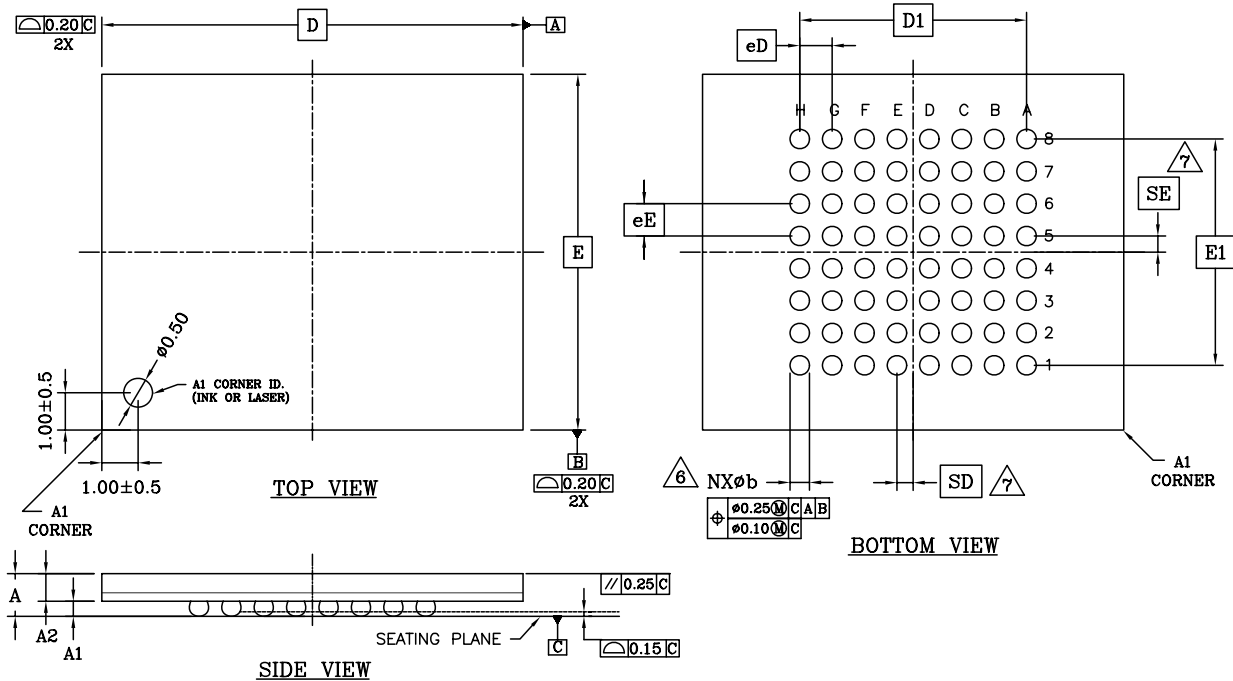 0.20 C
2X
D
A
E
ø0.50
A1 CORNER ID.
(INK OR LASER)
1.00±0.5
1.00±0.5
A1
CORNER
TOP VIEW
B
0.20 C
2X
D1
eD
H G F E D C B A
8
7
6
5
4
3
2
1
7
SE
eE
E1
6 NXøb
ø0.25 M C A B
ø0.10 M C
SD
7
A1
CORNER
BOTTOM VIEW
A
A2
A1
// 0.25 C
SEATING PLANE
C
0.15 C
SIDE VIEW